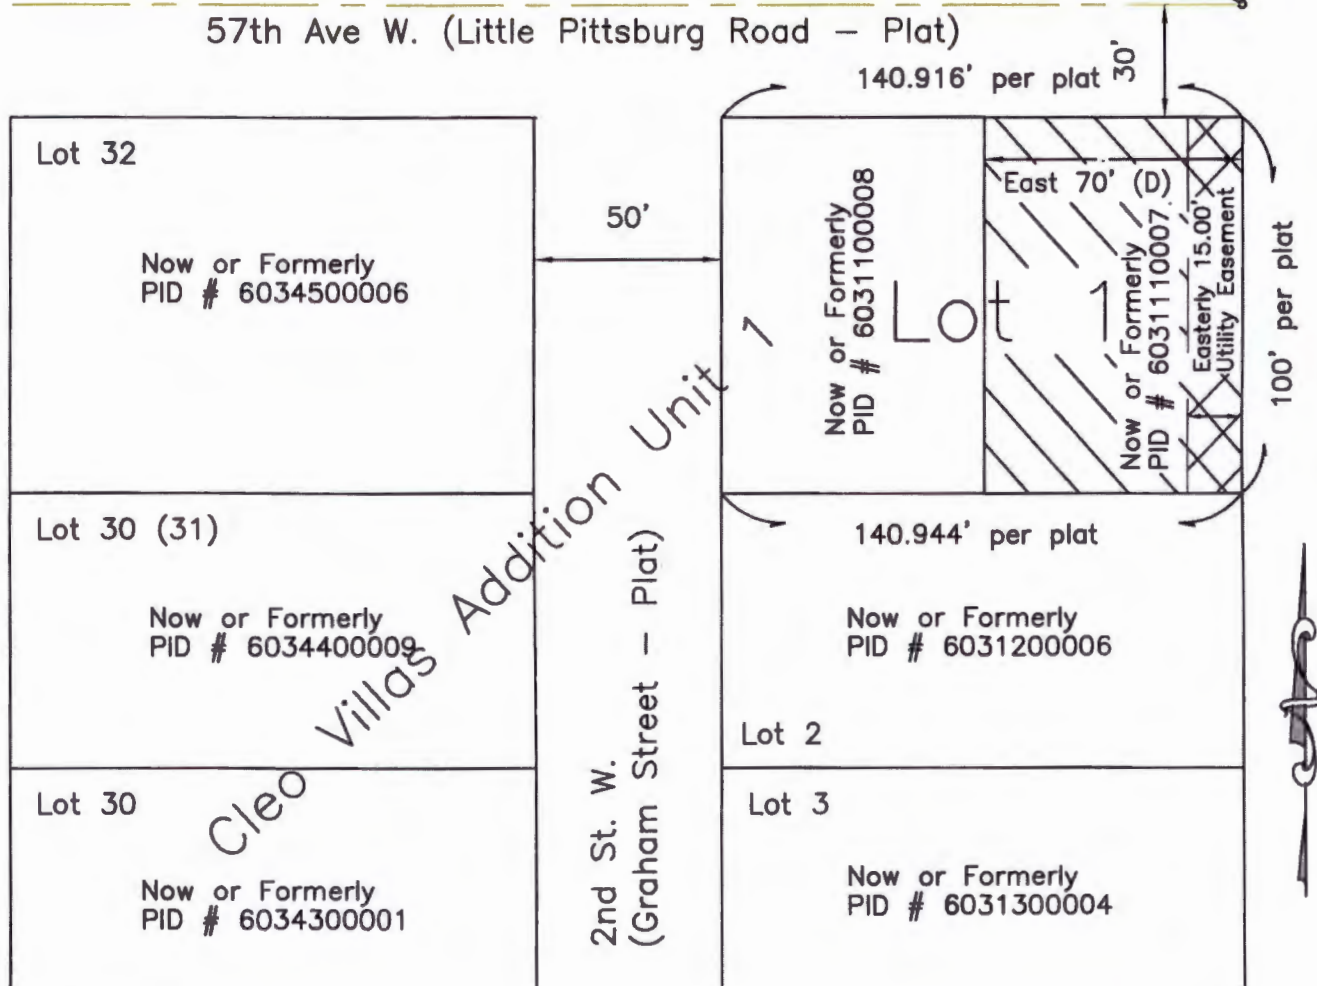 57th Ave W. (Little Pittsburg Road – Plat)
140.916' per plat
30'
Lot 32
Now or Formerly
PID # 6034500006
50'
Now or Formerly
PID # 6031100008
Lot 1
East 70' (D)
Now or Formerly
PID # 6031110007
Easterly 15.00'
Utility Easement
100' per plat
140.944' per plat
Lot 30 (31)
Now or Formerly
PID # 6034400009
Cleo Villas Addition Unit 1
2nd St. W.
(Graham Street – Plat)
Now or Formerly
PID # 6031200006
Lot 2
Lot 30
Now or Formerly
PID # 6034300001
Lot 3
Now or Formerly
PID # 6031300004